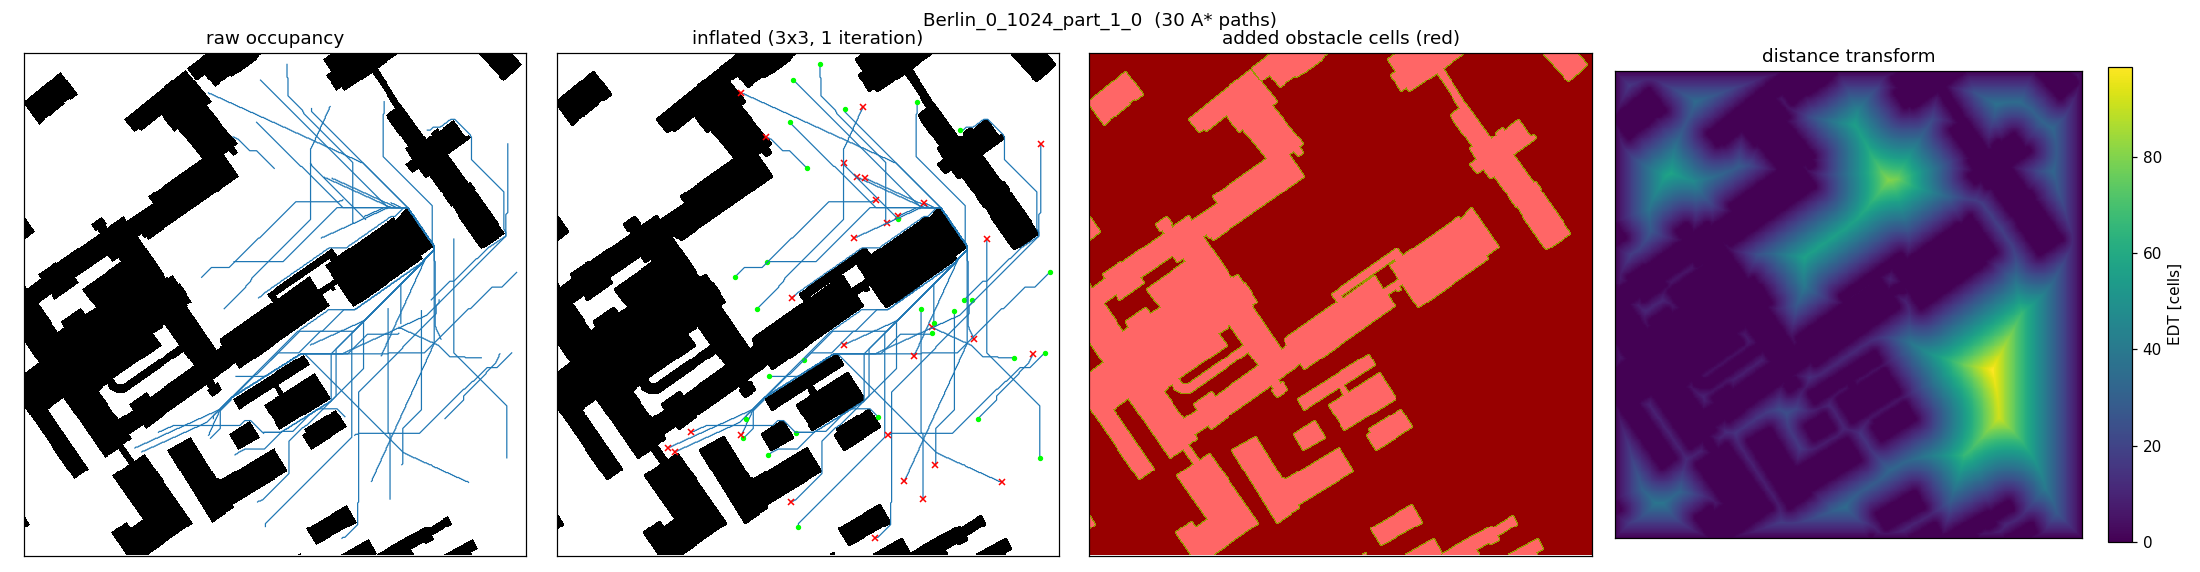 Berlin_0_1024_part_1_0  (30 A* paths)
raw occupancy
inflated (3x3, 1 iteration)
added obstacle cells (red)
distance transform
80
60
40
20
0
EDT [cells]